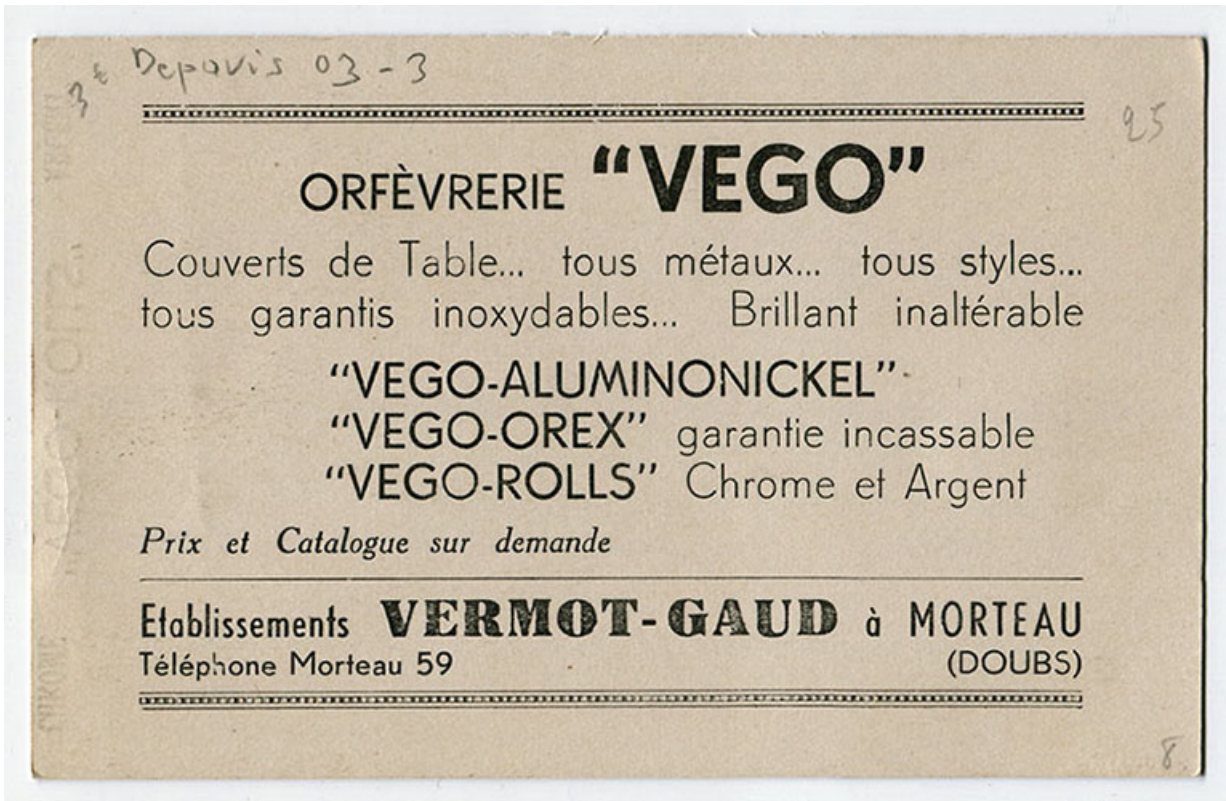 3€ Depavis 03-3
25
ORFÈVRERIE “VEGO”
Couverts de Table... tous métaux... tous styles...
tous garantis inoxydables... Brillant inaltérable
“VEGO-ALUMINONICKEL”
“VEGO-OREX” garantie incassable
“VEGO-ROLLS” Chrome et Argent
Prix et Catalogue sur demande
Etablissements VERMOT-GAUD à MORTEAU
Téléphone Morteau 59 (DOUBS)
8